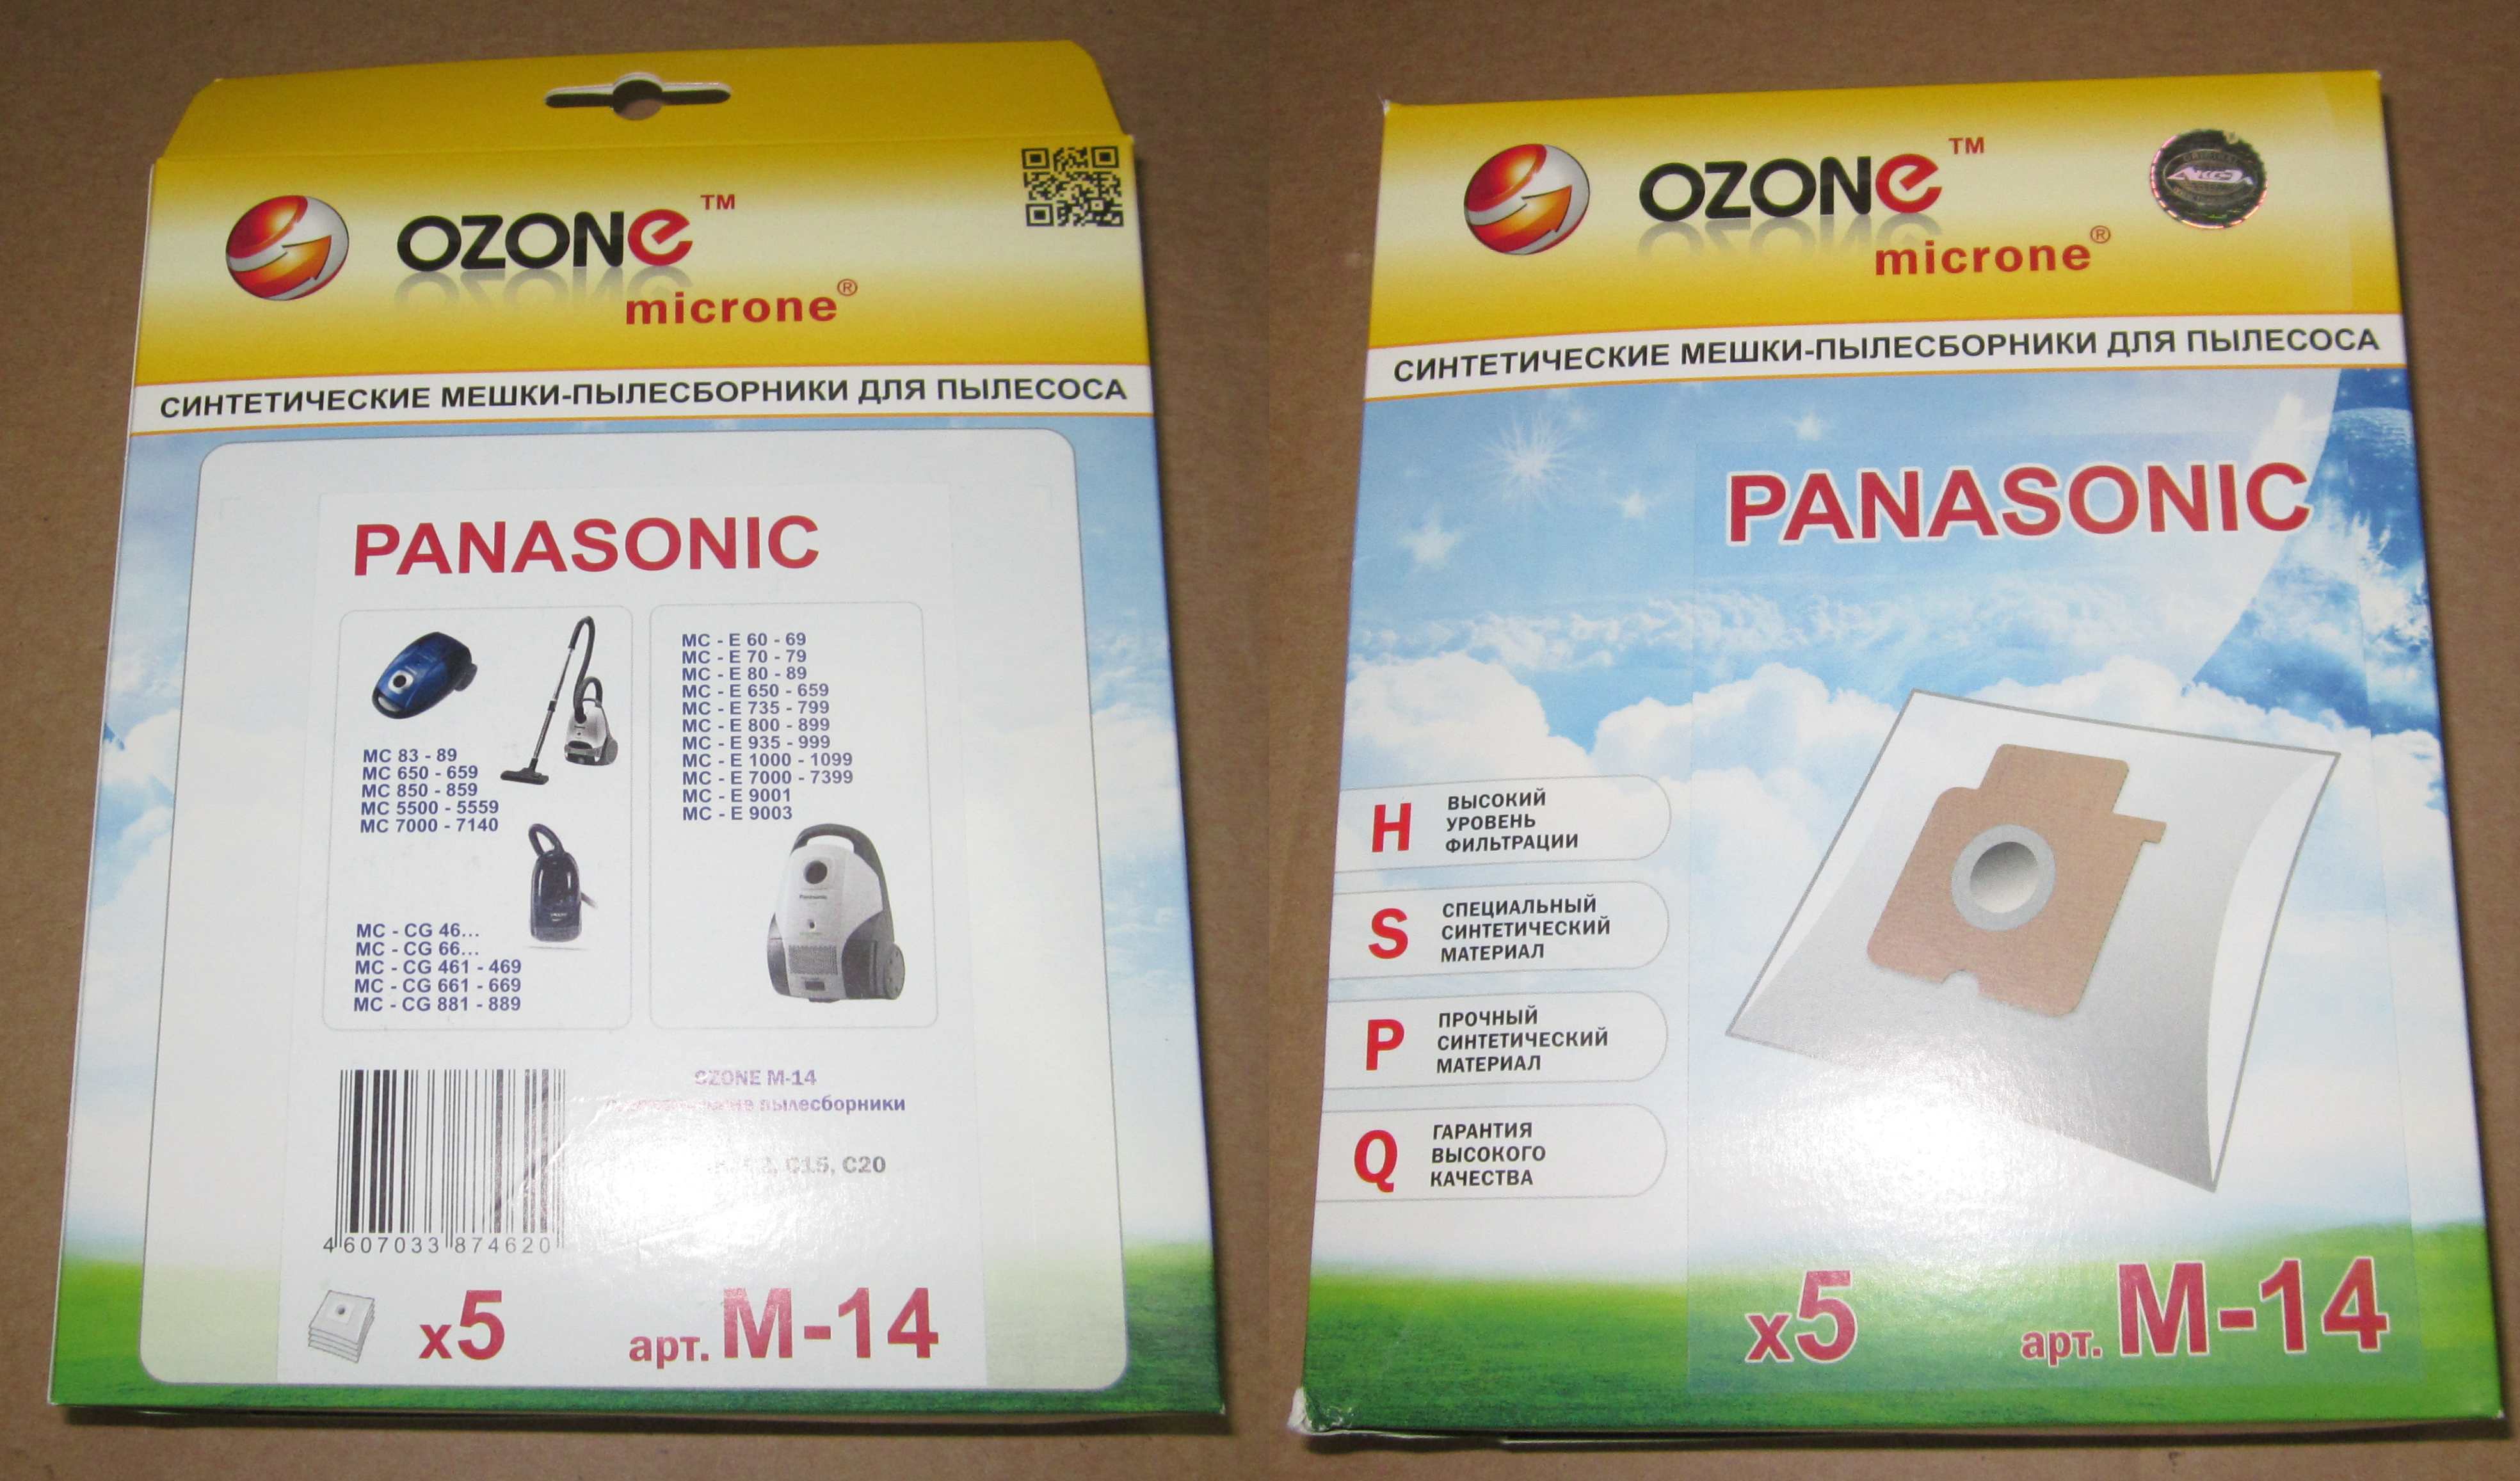 OZONE™
microne®
СИНТЕТИЧЕСКИЕ МЕШКИ-ПЫЛЕСБОРНИКИ ДЛЯ ПЫЛЕСОСА
PANASONIC
MC 83 - 89
MC 650 - 659
MC 850 - 859
MC 5500 - 5559
MC 7000 - 7140
MC - CG 46...
MC - CG 66...
MC - CG 461 - 469
MC - CG 661 - 669
MC - CG 881 - 889
MC - E 60 - 69
MC - E 70 - 79
MC - E 80 - 89
MC - E 650 - 659
MC - E 735 - 799
MC - E 800 - 899
MC - E 935 - 999
MC - E 1000 - 1099
MC - E 7000 - 7399
MC - E 9001
MC - E 9003
Panasonic
OZONE M-14
пылесборники
C15, C20
4 607033 874620
x5
арт. M-14
OZONE™
microne®
СИНТЕТИЧЕСКИЕ МЕШКИ-ПЫЛЕСБОРНИКИ ДЛЯ ПЫЛЕСОСА
PANASONIC
H ВЫСОКИЙ
УРОВЕНЬ
ФИЛЬТРАЦИИ
S СПЕЦИАЛЬНЫЙ
СИНТЕТИЧЕСКИЙ
МАТЕРИАЛ
P ПРОЧНЫЙ
СИНТЕТИЧЕСКИЙ
МАТЕРИАЛ
Q ГАРАНТИЯ
ВЫСОКОГО
КАЧЕСТВА
x5
арт. M-14